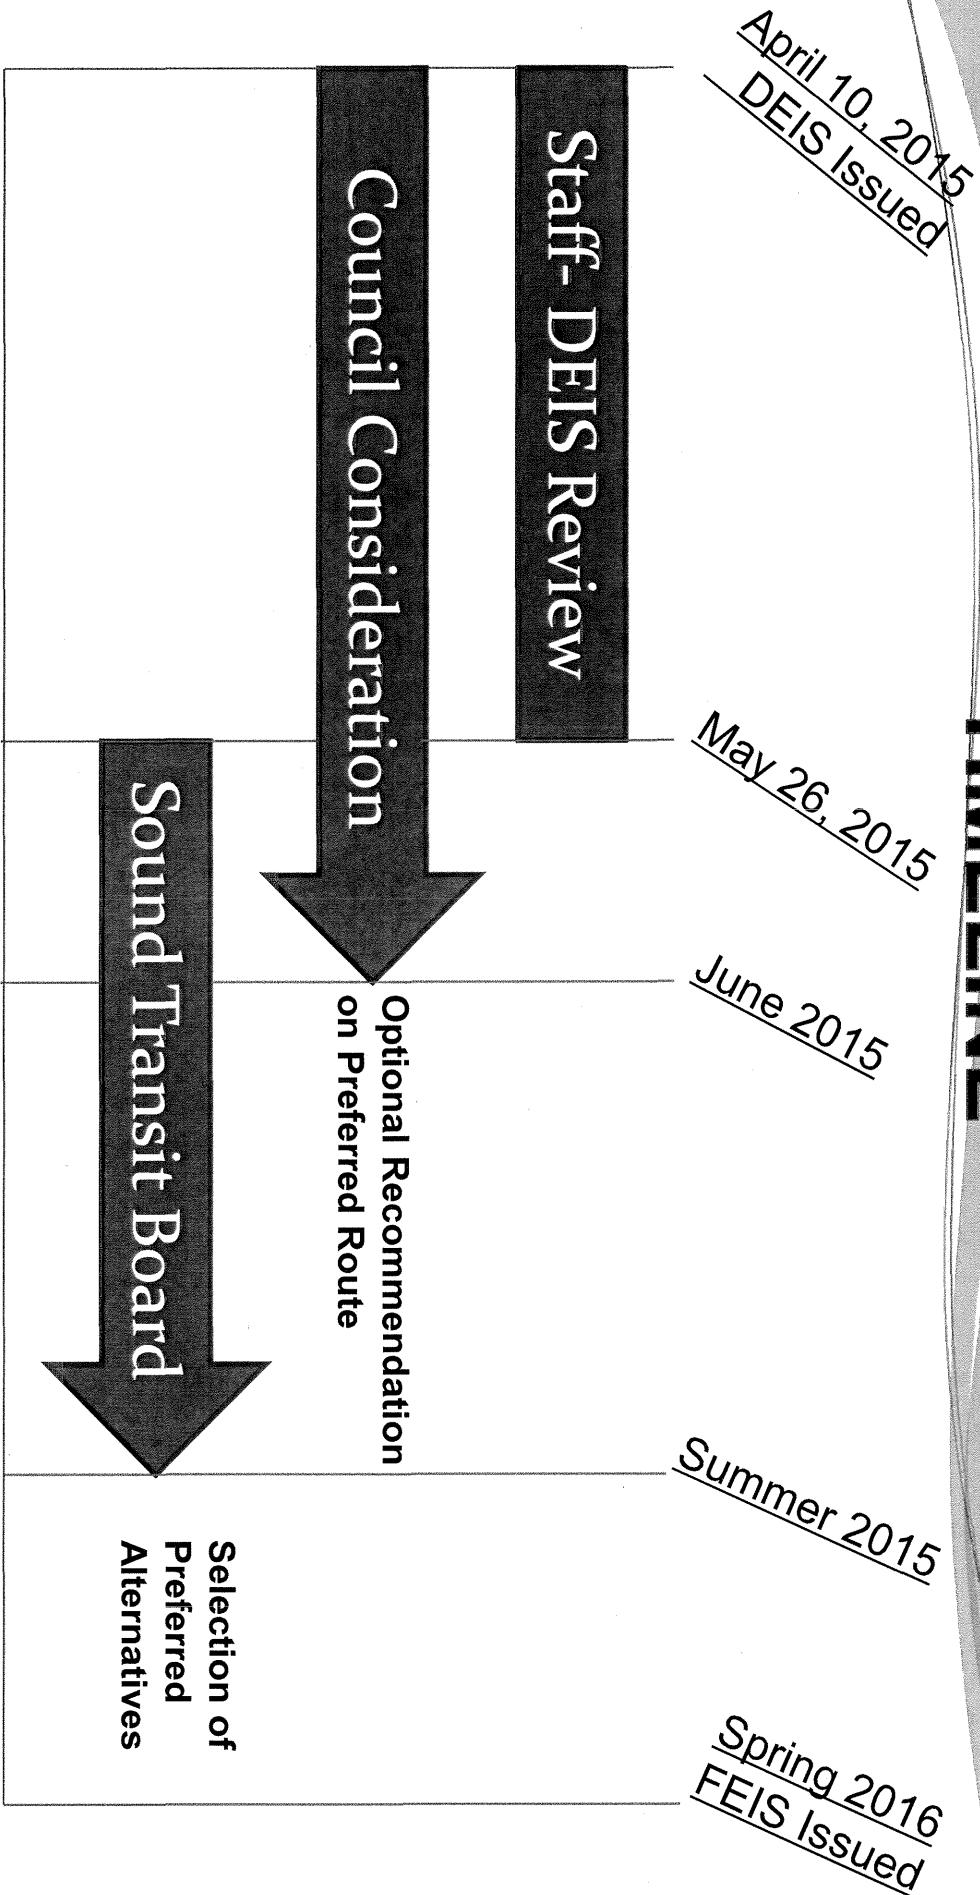 TIMELINE
April 10, 2015
DEIS Issued
May 26, 2015
June 2015
Summer 2015
Spring 2016
FEIS Issued
Staff- DEIS Review
Council Consideration
Optional Recommendation
on Preferred Route
Sound Transit Board
Selection of
Preferred
Alternatives